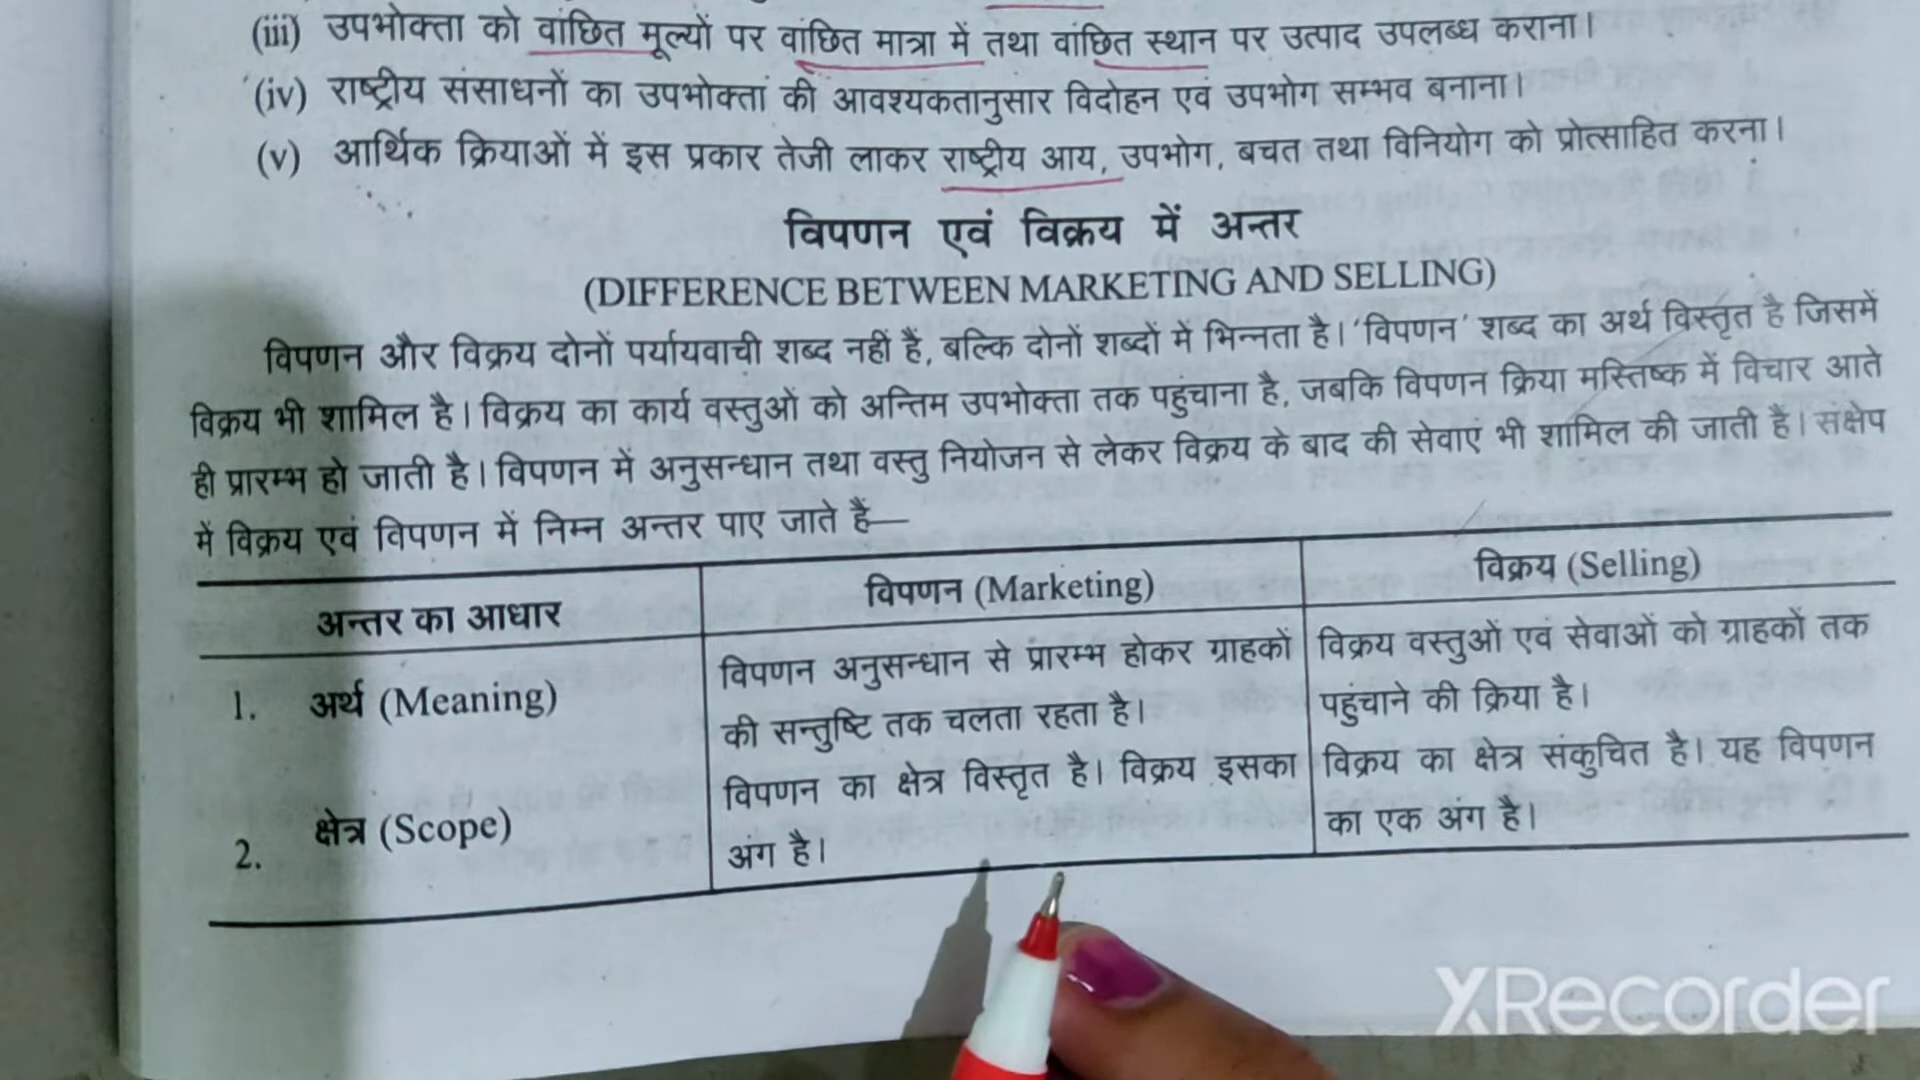 (iii) उपभोक्ता को वांछित मूल्यों पर वांछित मात्रा में तथा वांछित स्थान पर उत्पाद उपलब्ध कराना।
(iv) राष्ट्रीय संसाधनों का उपभोक्ता की आवश्यकतानुसार विदोहन एवं उपभोग सम्भव बनाना।
(v) आर्थिक क्रियाओं में इस प्रकार तेजी लाकर राष्ट्रीय आय, उपभोग, बचत तथा विनियोग को प्रोत्साहित करना।
विपणन एवं विक्रय में अन्तर
(DIFFERENCE BETWEEN MARKETING AND SELLING)
विपणन और विक्रय दोनों पर्यायवाची शब्द नहीं हैं, बल्कि दोनों शब्दों में भिन्नता है। 'विपणन' शब्द का अर्थ विस्तृत है जिसमें
विक्रय भी शामिल है। विक्रय का कार्य वस्तुओं को अन्तिम उपभोक्ता तक पहुचाना है, जबकि विपणन क्रिया मस्तिष्क में विचार आते
ही प्रारम्भ हो जाती है। विपणन में अनुसन्धान तथा वस्तु नियोजन से लेकर विक्रय के बाद की सेवाएं भी शामिल की जाती है। संक्षेप
में विक्रय एवं विपणन में निम्न अन्तर पाए जाते हैं—
अन्तर का आधार विपणन (Marketing) विक्रय (Selling)
1. अर्थ (Meaning) विपणन अनुसन्धान से प्रारम्भ होकर ग्राहकों विक्रय वस्तुओं एवं सेवाओं को ग्राहकों तक
की सन्तुष्टि तक चलता रहता है। पहुंचाने की क्रिया है।
2. क्षेत्र (Scope) विपणन का क्षेत्र विस्तृत है। विक्रय इसका विक्रय का क्षेत्र संकुचित है। यह विपणन
अंग है। का एक अंग है।
XRecorder